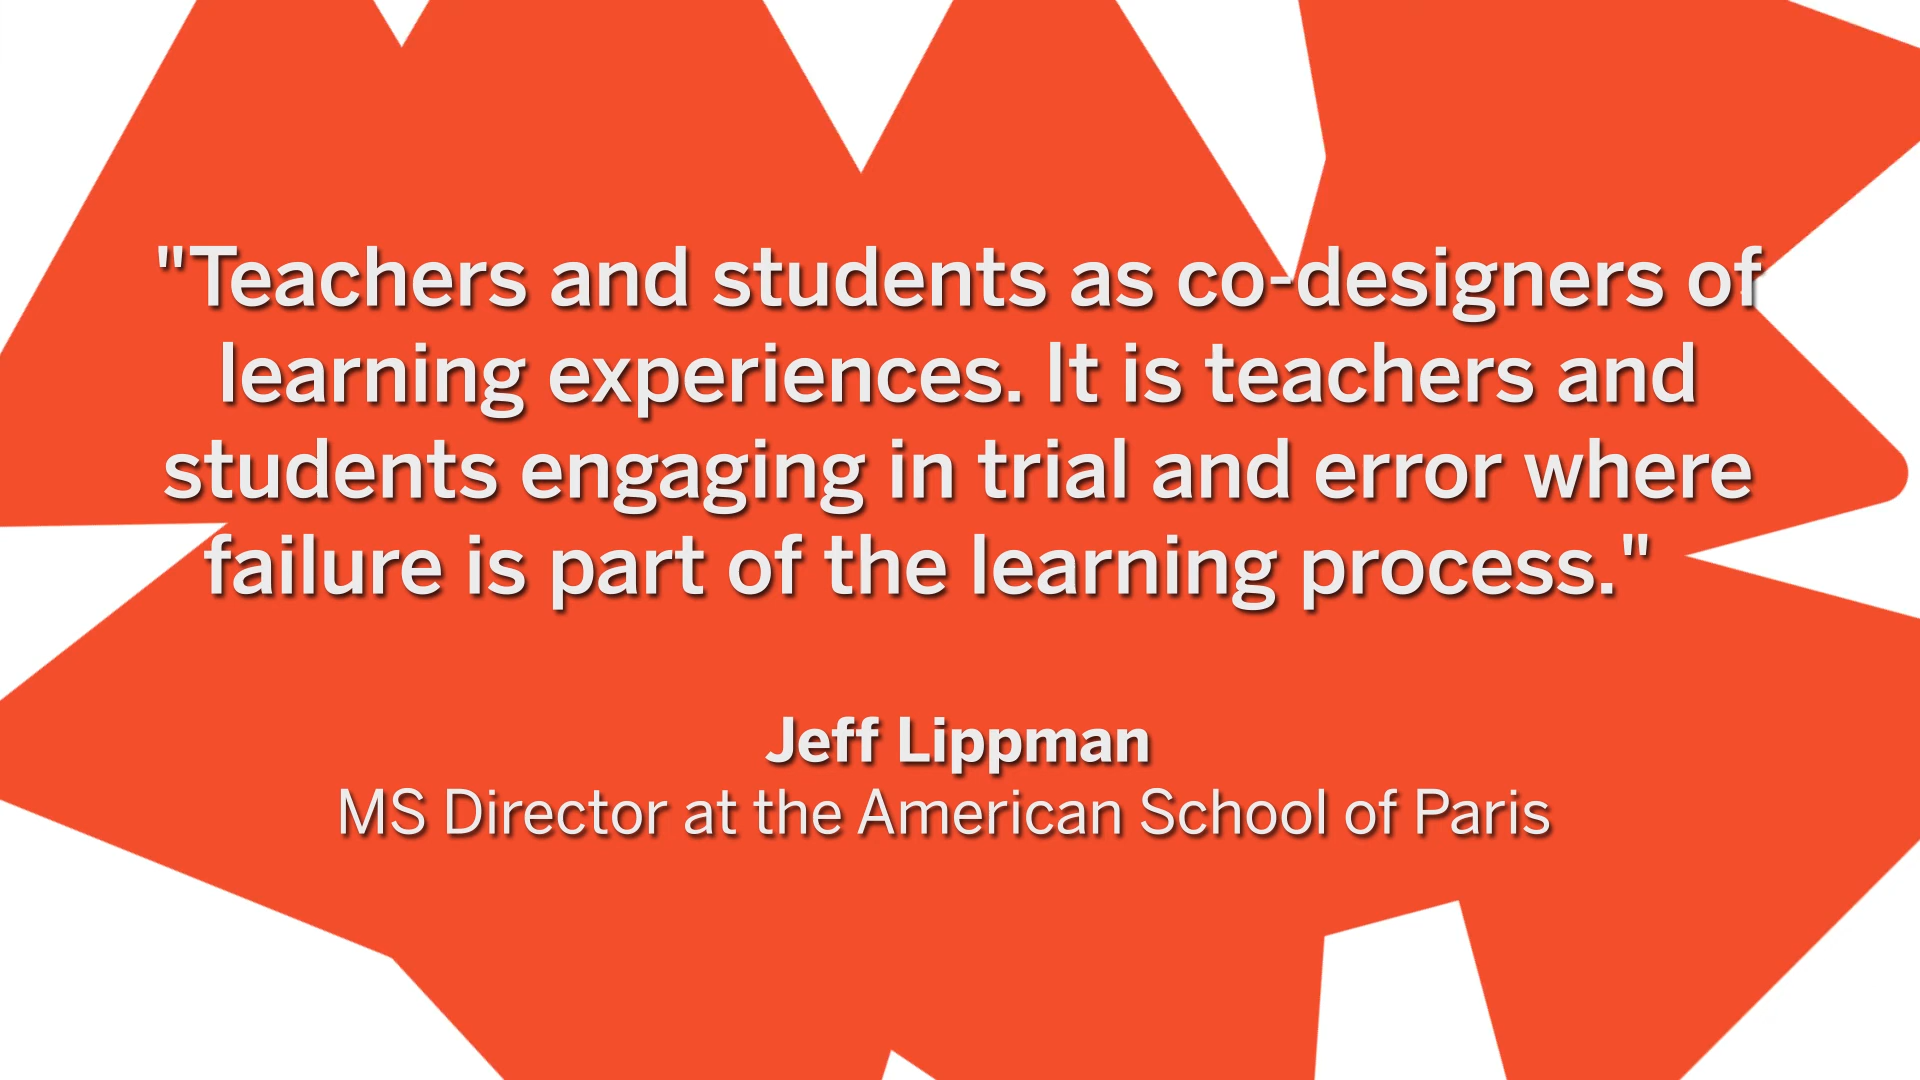 "Teachers and students as co-designers of
learning experiences. It is teachers and
students engaging in trial and error where
failure is part of the learning process."
Jeff Lippman
MS Director at the American School of Paris